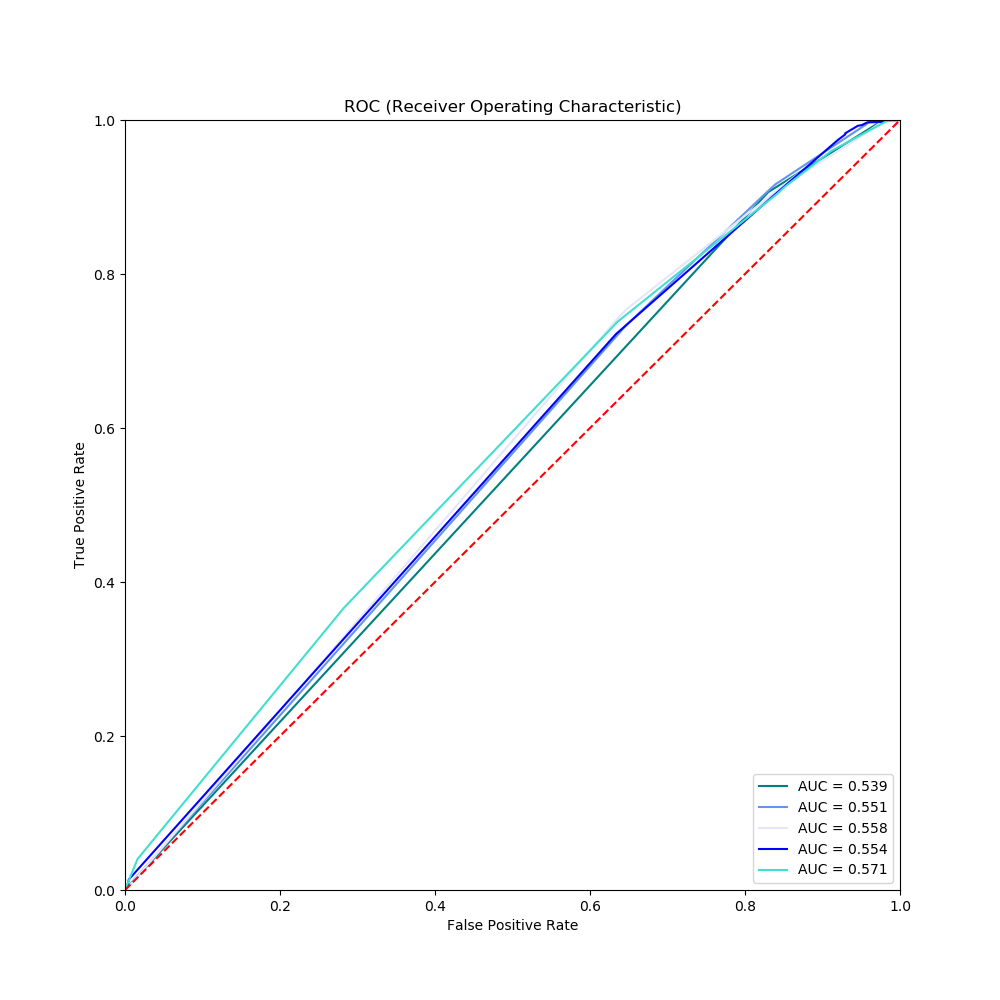 ROC (Receiver Operating Characteristic)
1.0
0.8
0.6
0.4
0.2
0.0
True Positive Rate
AUC = 0.539
AUC = 0.551
AUC = 0.558
AUC = 0.554
AUC = 0.571
0.0 0.2 0.4 0.6 0.8 1.0
False Positive Rate